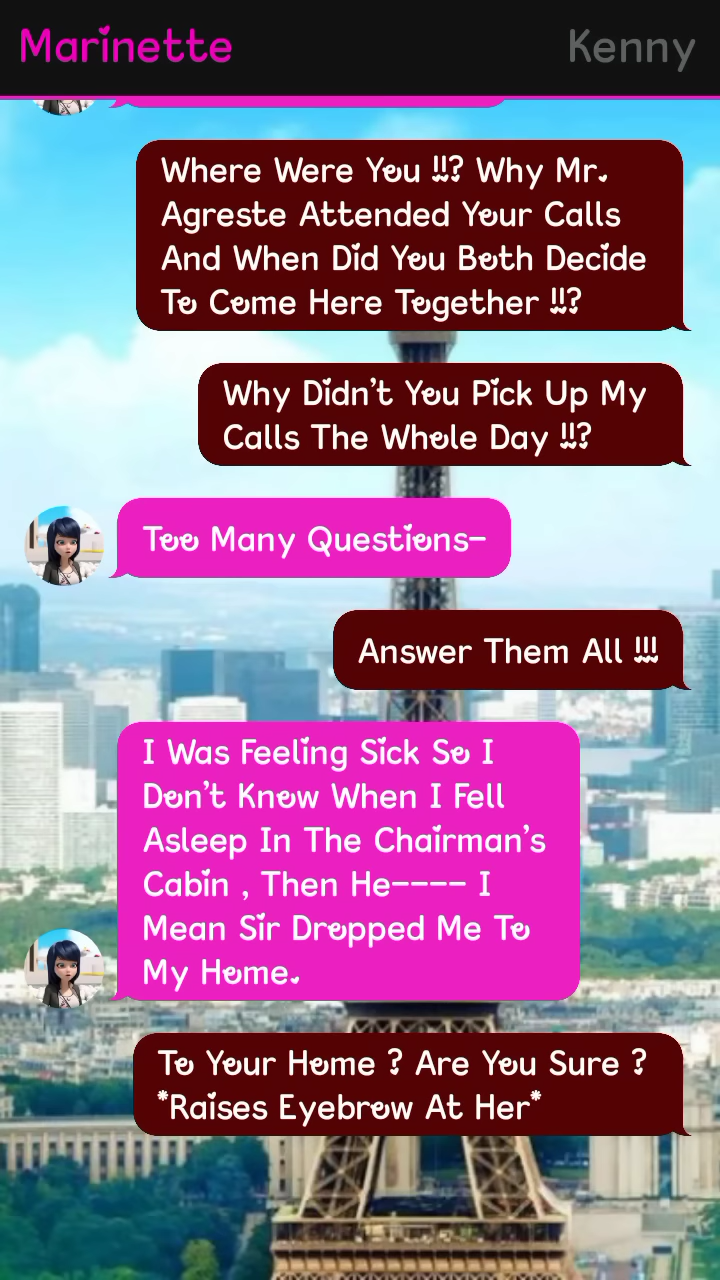 Marinette
Kenny
Where Were You !!? Why Mr.
Agreste Attended Your Calls
And When Did You Both Decide
To Come Here Together !!?
Why Didn't You Pick Up My
Calls The Whole Day !!?
Too Many Questions–
Answer Them All !!!
I Was Feeling Sick So I
Don't Know When I Fell
Asleep In The Chairman's
Cabin , Then He–––– I
Mean Sir Dropped Me To
My Home.
To Your Home ? Are You Sure ?
*Raises Eyebrow At Her*